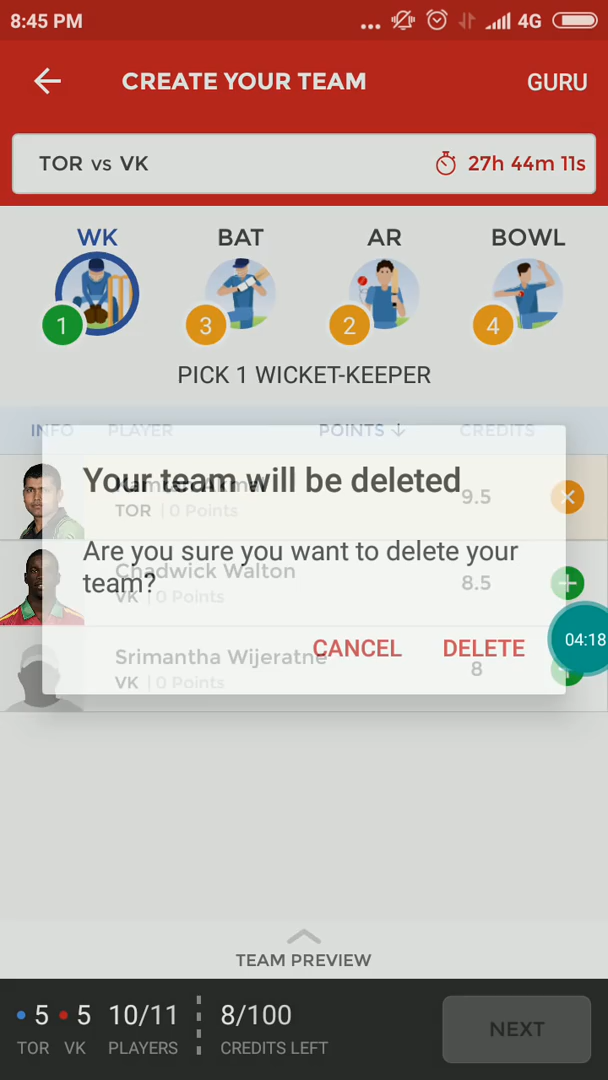 8:45 PM
... 4G
CREATE YOUR TEAM
GURU
TOR vs VK
27h 44m 11s
WK BAT AR BOWL
1 3 2 4
PICK 1 WICKET-KEEPER
INFO PLAYER POINTS CREDITS
Your team will be deleted
Kamran Akmal
9.5
TOR | 0 Points
Are you sure you want to delete your
team?
Chadwick Walton
8.5
VK | 0 Points
CANCEL DELETE
04:18
Srimantha Wijeratne
8
VK | 0 Points
TEAM PREVIEW
5 5 10/11 8/100
TOR VK PLAYERS CREDITS LEFT
NEXT